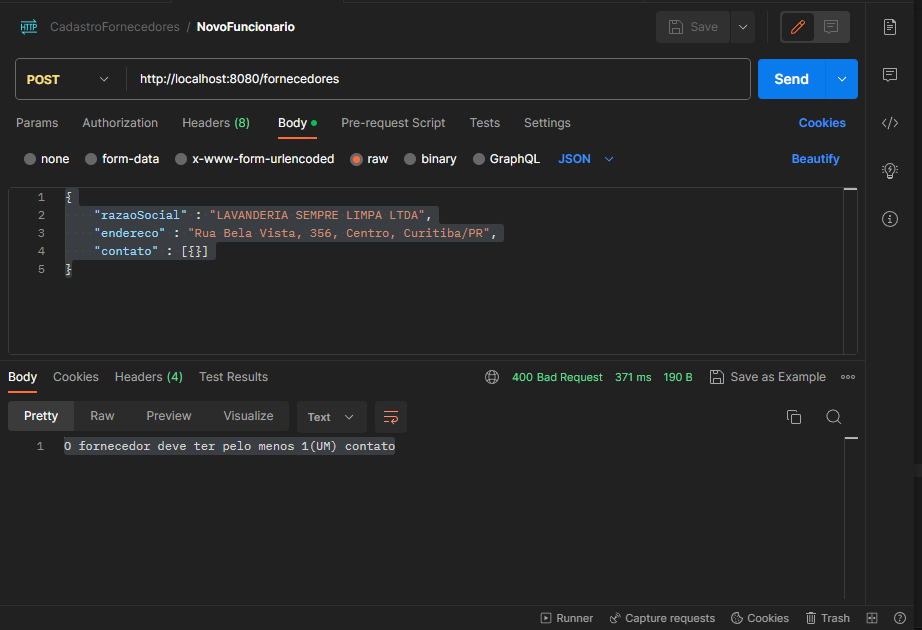 HTTP CadastroFornecedores / NovoFuncionario Save
POST http://localhost:8080/fornecedores Send
Params Authorization Headers (8) Body Pre-request Script Tests Settings Cookies
none form-data x-www-form-urlencoded raw binary GraphQL JSON Beautify
1 {
2 "razaoSocial" : "LAVANDERIA SEMPRE LIMPA LTDA",
3 "endereco" : "Rua Bela Vista, 356, Centro, Curitiba/PR",
4 "contato" : [{}]
5 }
Body Cookies Headers (4) Test Results 400 Bad Request 371 ms 190 B Save as Example
Pretty Raw Preview Visualize Text
1 O fornecedor deve ter pelo menos 1(UM) contato
Runner Capture requests Cookies Trash